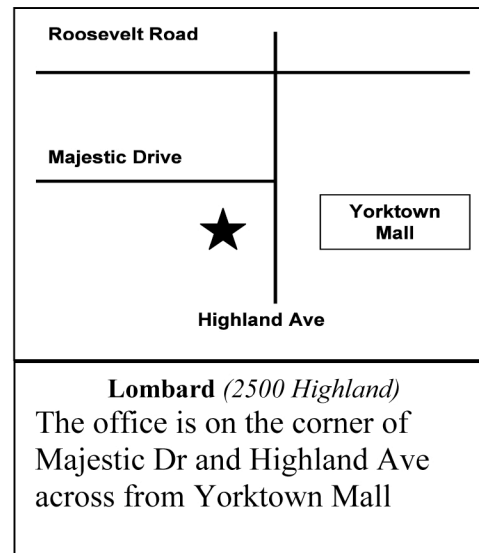 Roosevelt Road
Majestic Drive
Yorktown
Mall
Highland Ave
Lombard (2500 Highland)
The office is on the corner of
Majestic Dr and Highland Ave
across from Yorktown Mall